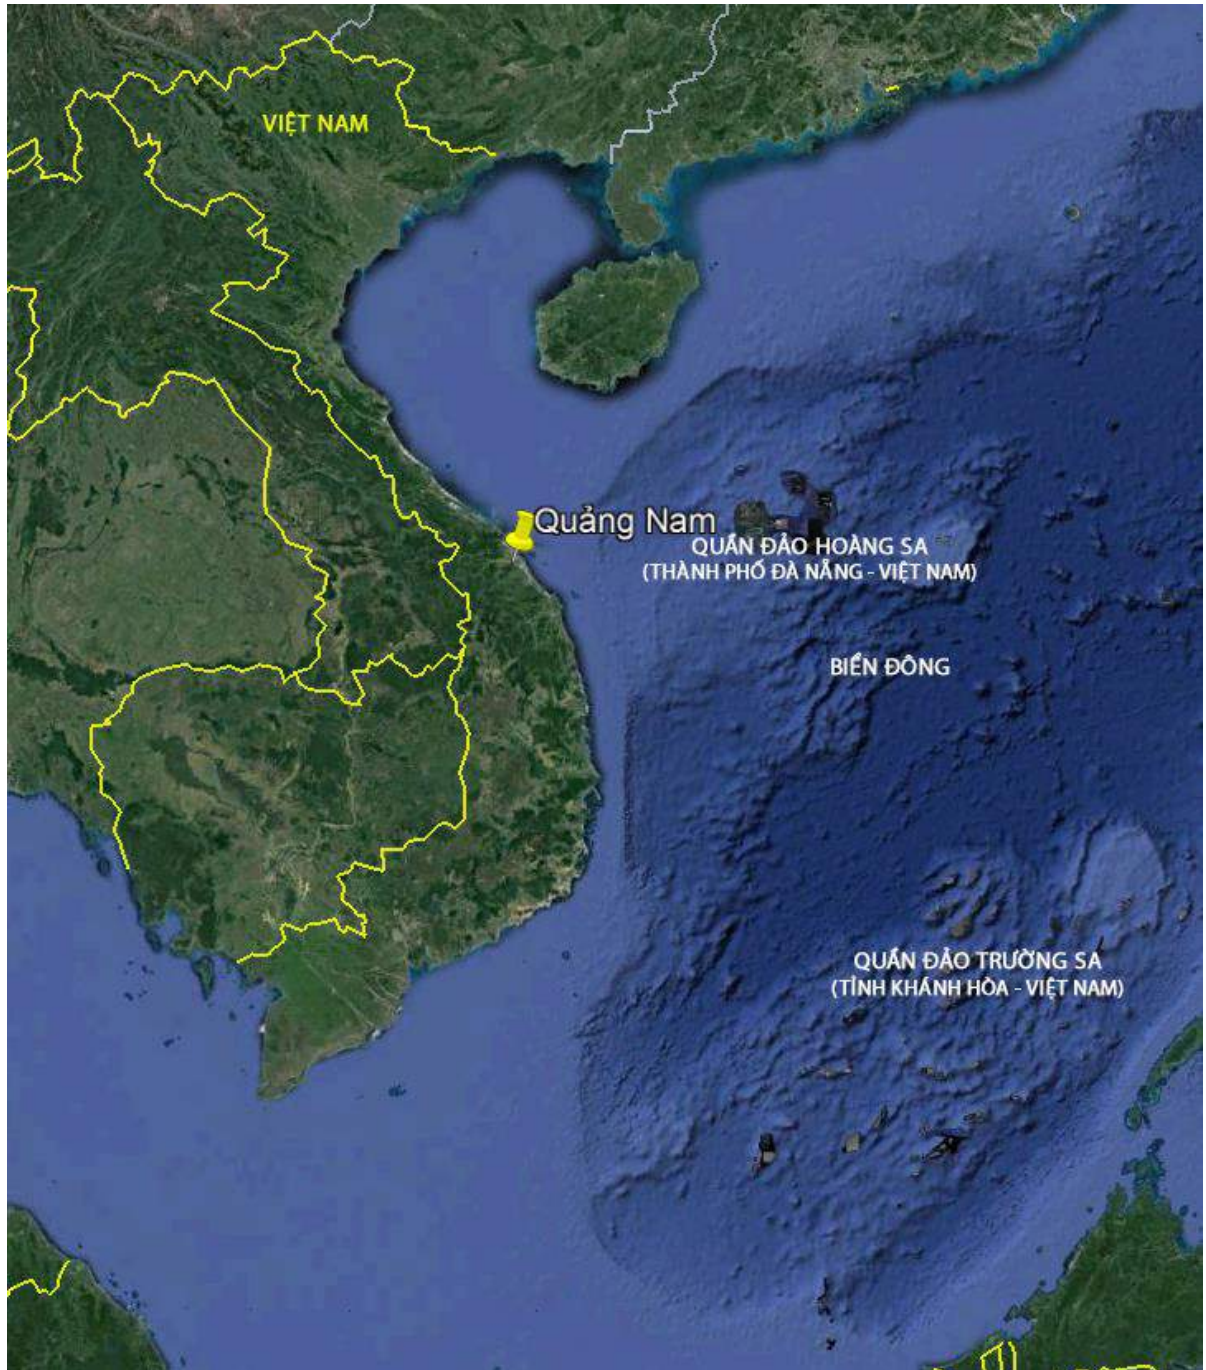 VIỆT NAM
Quảng Nam
QUẦN ĐẢO HOÀNG SA
(THÀNH PHỐ ĐÀ NẴNG - VIỆT NAM)
BIỂN ĐÔNG
QUẦN ĐẢO TRƯỜNG SA
(TỈNH KHÁNH HÒA - VIỆT NAM)